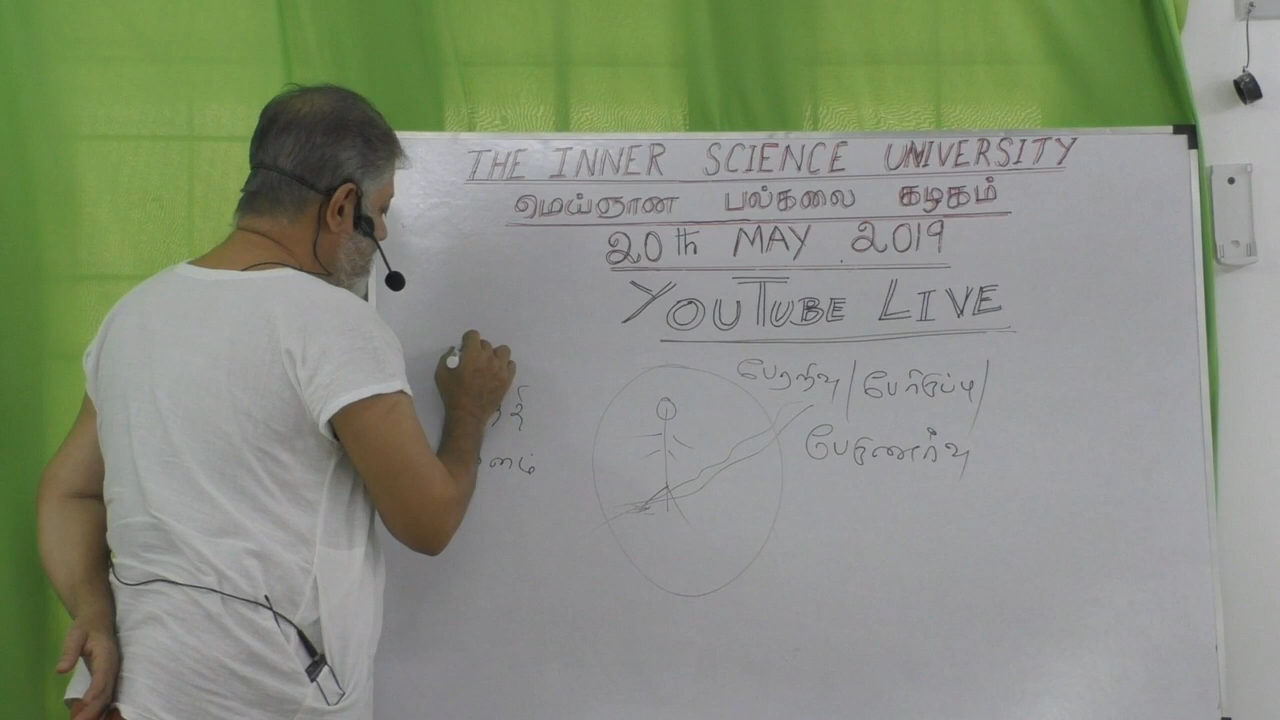 THE INNER SCIENCE UNIVERSITY
மெய்ஞான பல்கலை கழகம்
20th MAY 2019
YOUTUBE LIVE
பேரறிவு / பேரிருப்பு /
பேருணர்வு